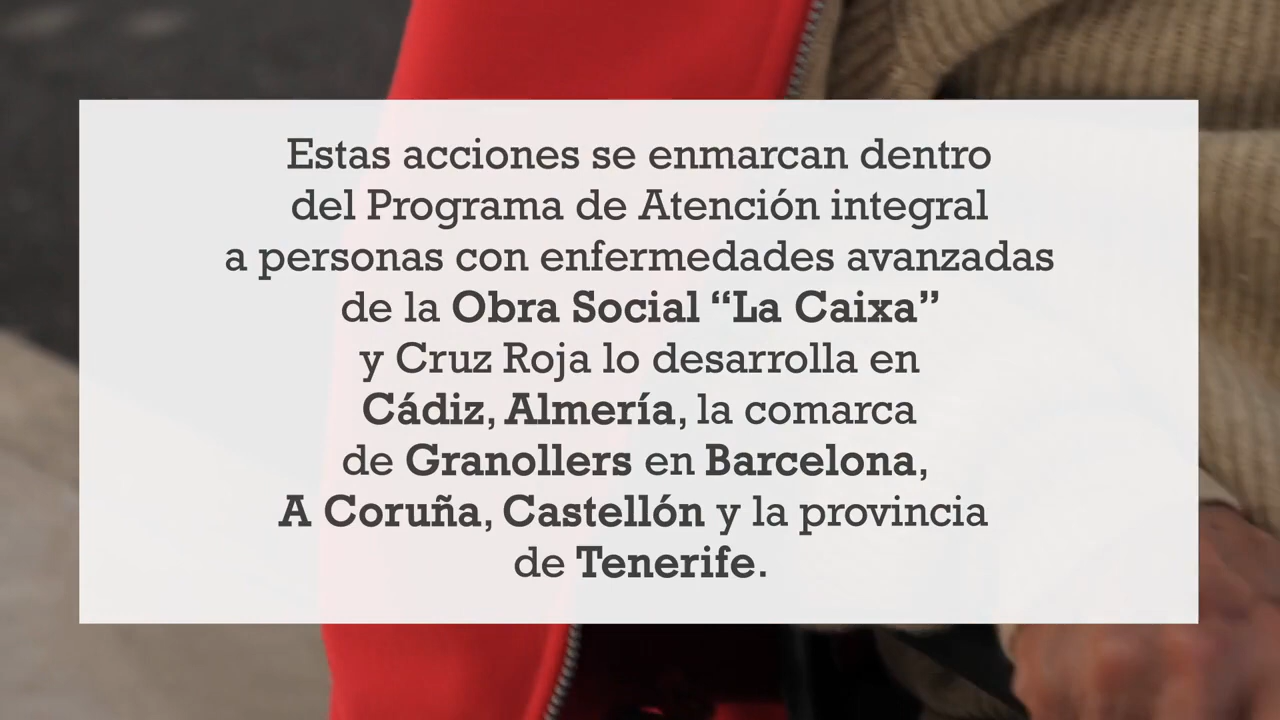 Estas acciones se enmarcan dentro
del Programa de Atención integral
a personas con enfermedades avanzadas
de la Obra Social “La Caixa”
y Cruz Roja lo desarrolla en
Cádiz, Almería, la comarca
de Granollers en Barcelona,
A Coruña, Castellón y la provincia
de Tenerife.